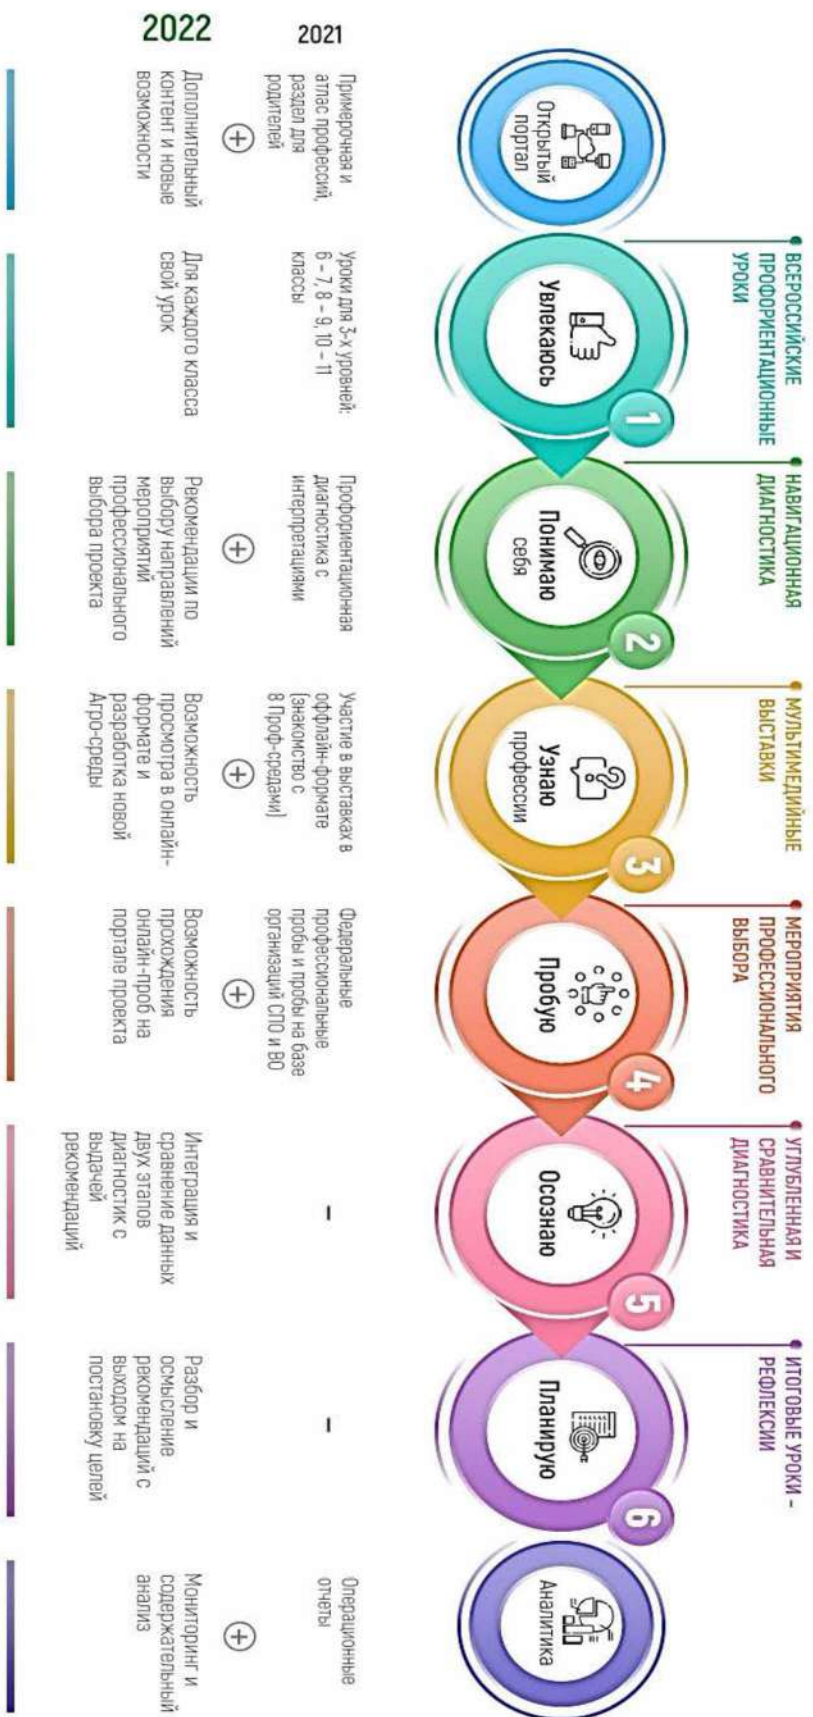 ВСЕРОССИЙСКИЕ
ПРОФОРИЕНТАЦИОННЫЕ
УРОКИ
НАВИГАЦИОННАЯ
ДИАГНОСТИКА
МУЛЬТИМЕДИЙНЫЕ
ВЫСТАВКИ
МЕРОПРИЯТИЯ
ПРОФЕССИОНАЛЬНОГО
ВЫБОРА
УГЛУБЛЕННАЯ И
СРАВНИТЕЛЬНАЯ
ДИАГНОСТИКА
ИТОГОВЫЕ УРОКИ –
РЕФЛЕКСИИ
Открытый
портал
Увлекаюсь
1
Понимаю
себя
2
Узнаю
профессии
3
Пробую
4
Осознаю
5
Планирую
6
Аналитика
2021
Примерочная и
атлас профессий,
раздел для
родителей
Уроки для 3-х уровней:
6 – 7, 8 – 9, 10 – 11
классы
Профориентационная
диагностика с
интерпретациями
Участие в выставках в
оффлайн-формате
(знакомство с
8 Проф-средами)
Федеральные
профессиональные
пробы и пробы на базе
организаций СПО и ВО
–
–
Операционные
отчеты
+
+
+
+
+
2022
Дополнительный
контент и новые
возможности
Для каждого класса
свой урок
Рекомендации по
выбору направлений
мероприятий
профессионального
выбора проекта
Возможность
просмотра в онлайн-
формате и
разработка новой
Агро-среды
Возможность
прохождения
онлайн-проб на
портале проекта
Интеграция и
сравнение данных
двух этапов
диагностик с
выдачей
рекомендаций
Разбор и
осмысление
рекомендаций с
выходом на
постановку целей
Мониторинг и
содержательный
анализ